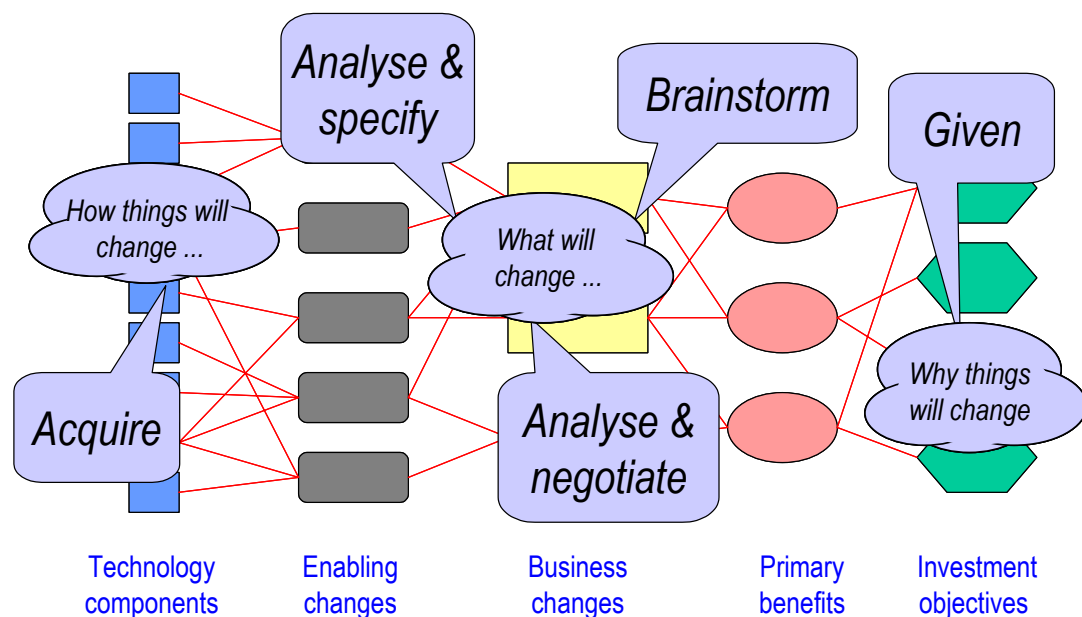 Analyse &
specify
Brainstorm
Given
How things will
change ...
What will
change ...
Why things
will change
Acquire
Analyse &
negotiate
Technology
components
Enabling
changes
Business
changes
Primary
benefits
Investment
objectives